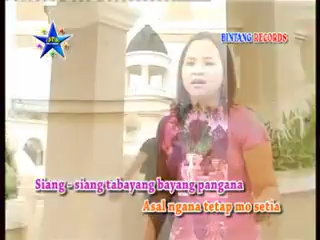 BINTANG RECORDS
Siang - siang tabayang bayang pangana
Asal ngana tetap mo setia